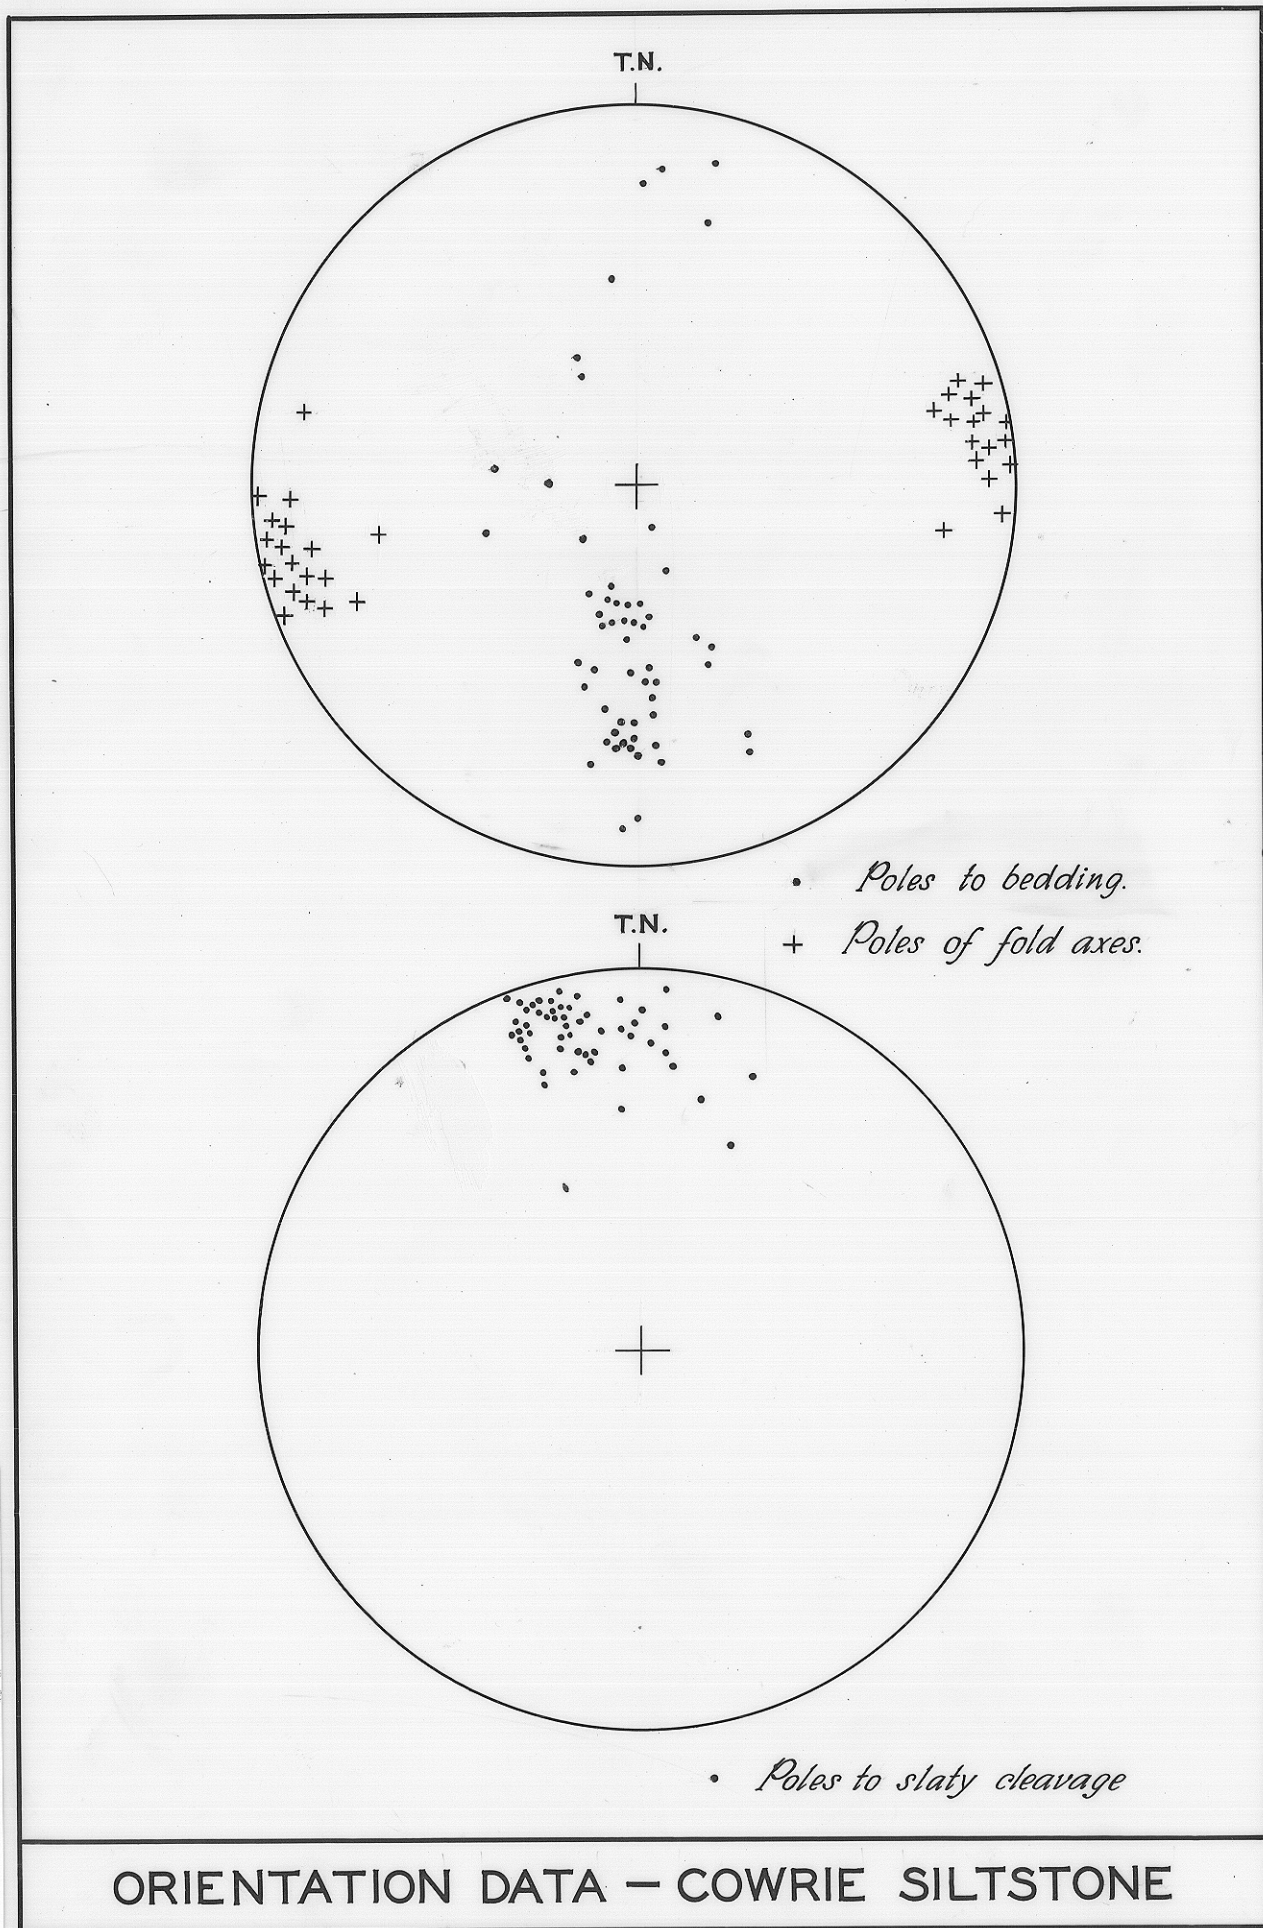 T.N.
Poles to bedding.
Poles of fold axes.
T.N.
Poles to slaty cleavage
ORIENTATION DATA — COWRIE SILTSTONE